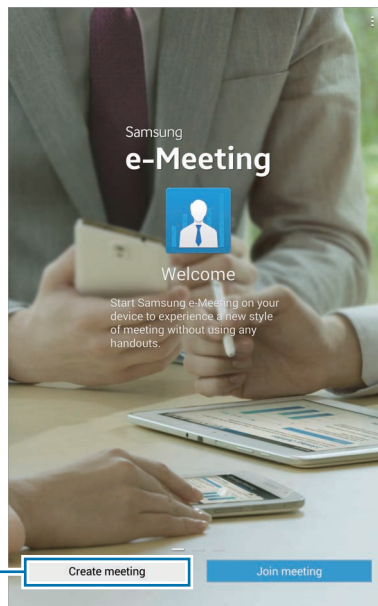 Samsung
e-Meeting
Welcome
Start Samsung e-Meeting on your
device to experience a new style
of meeting without using any
handouts.
Create meeting
Join meeting